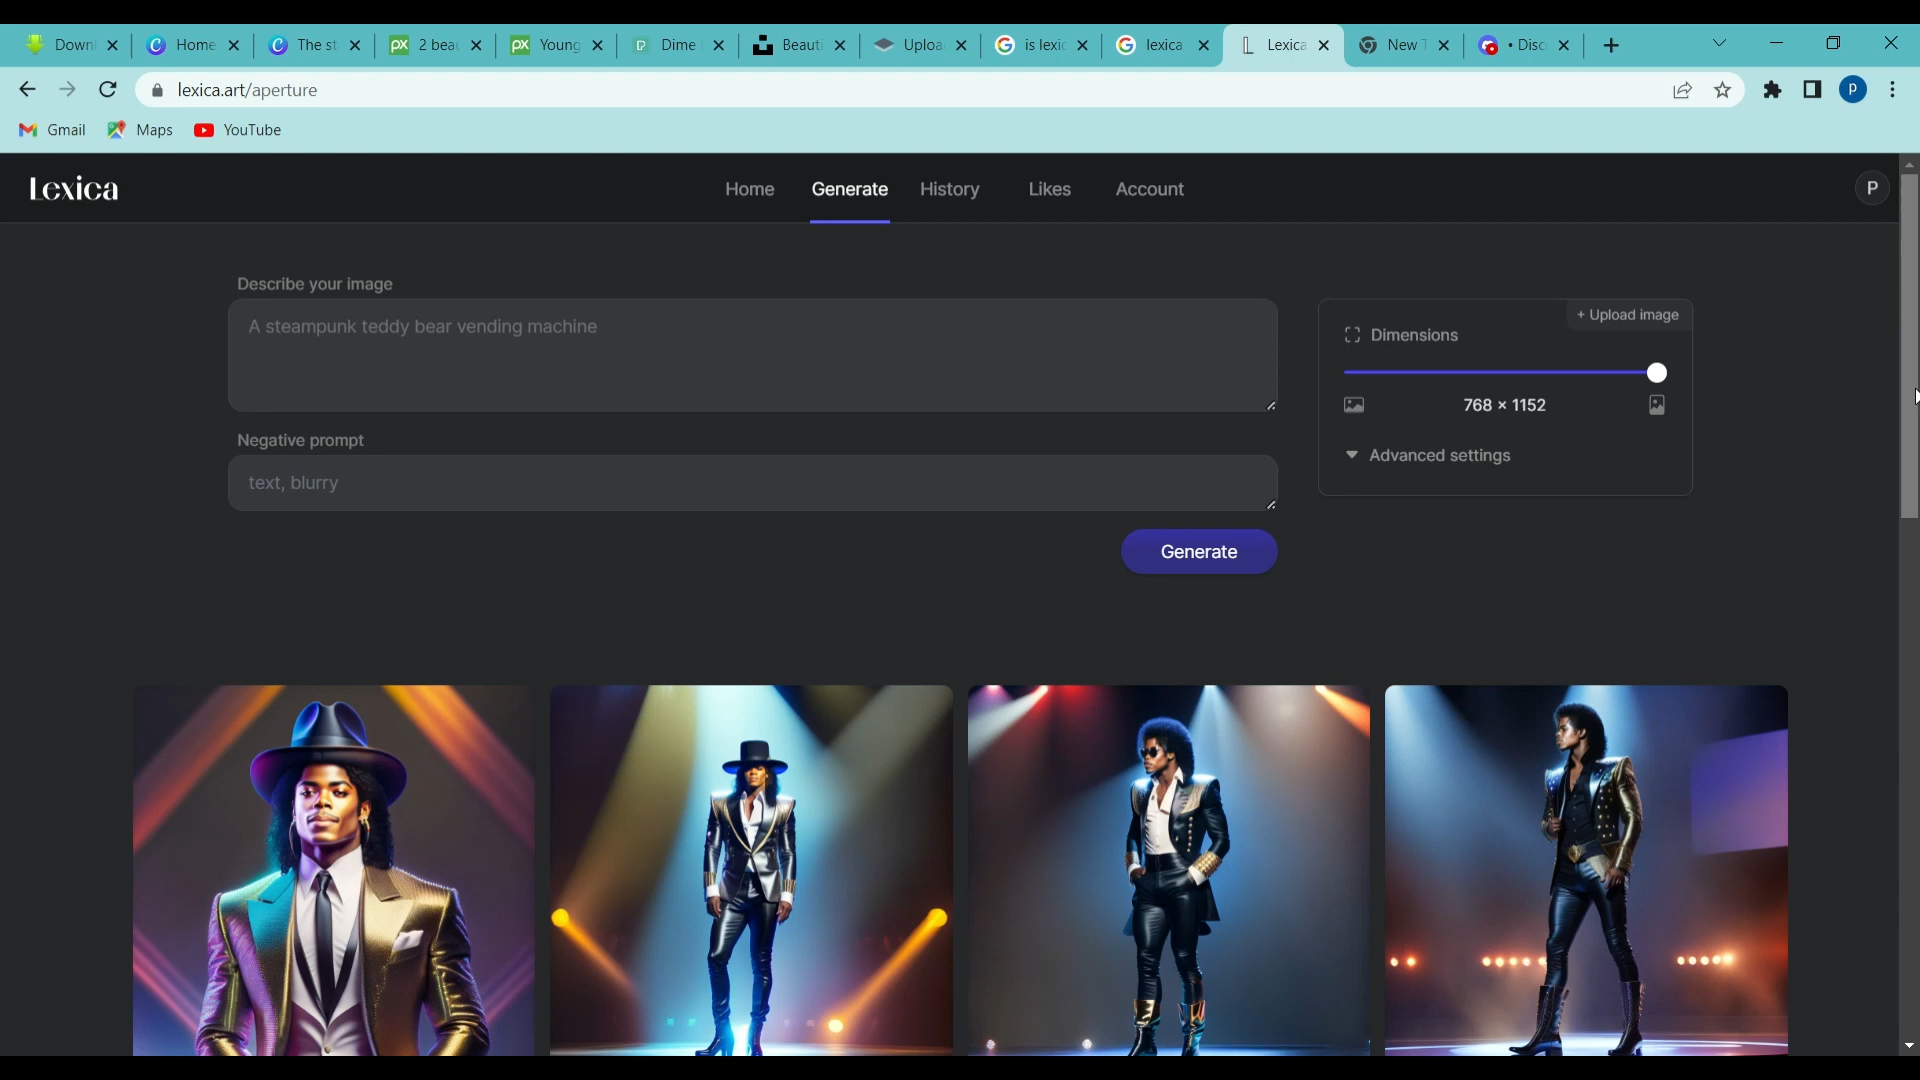 Down Home The st 2 beau Young Dime Beauti Uploa is lexic lexica Lexica New T • Disc
lexica.art/aperture P
Gmail Maps YouTube
Lexica Home Generate History Likes Account P
Describe your image
A steampunk teddy bear vending machine
+ Upload image
Dimensions
768 × 1152
Negative prompt
Advanced settings
text, blurry
Generate